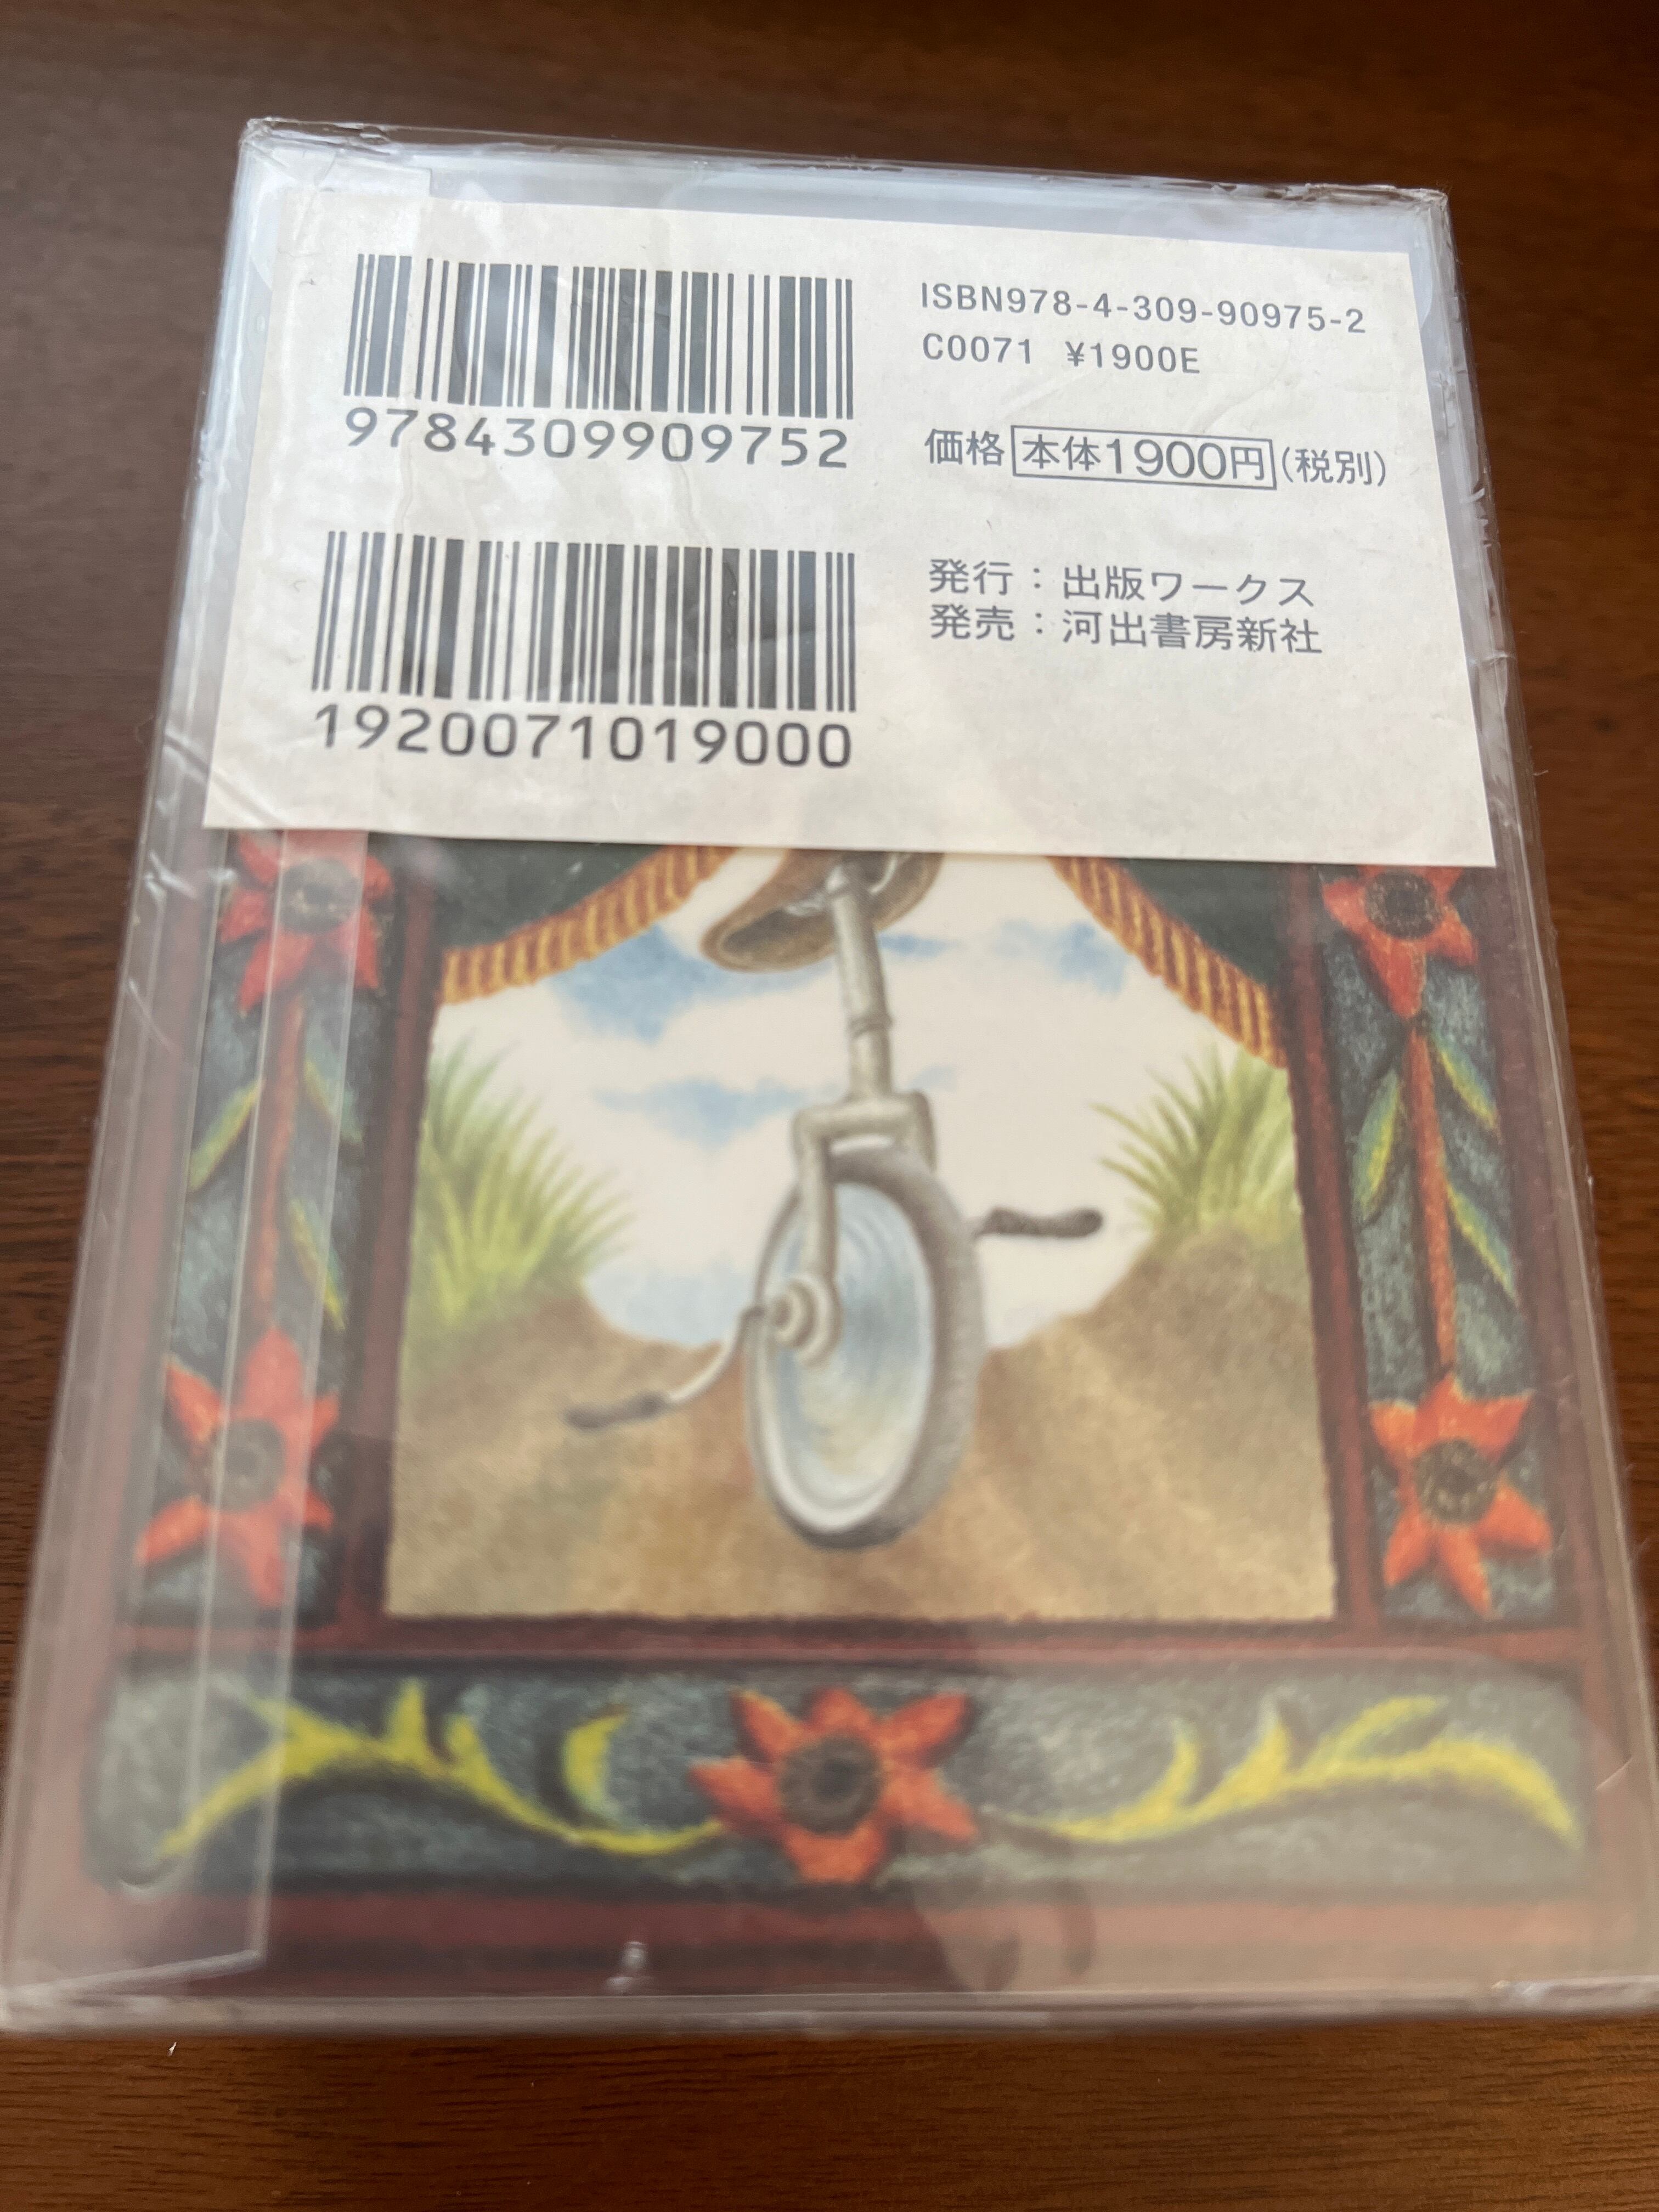 ISBN978-4-309-90975-2
C0071 ¥1900E
9784309909752
価格 本体1900円(税別)
発行：出版ワークス
発売：河出書房新社
1920071019000